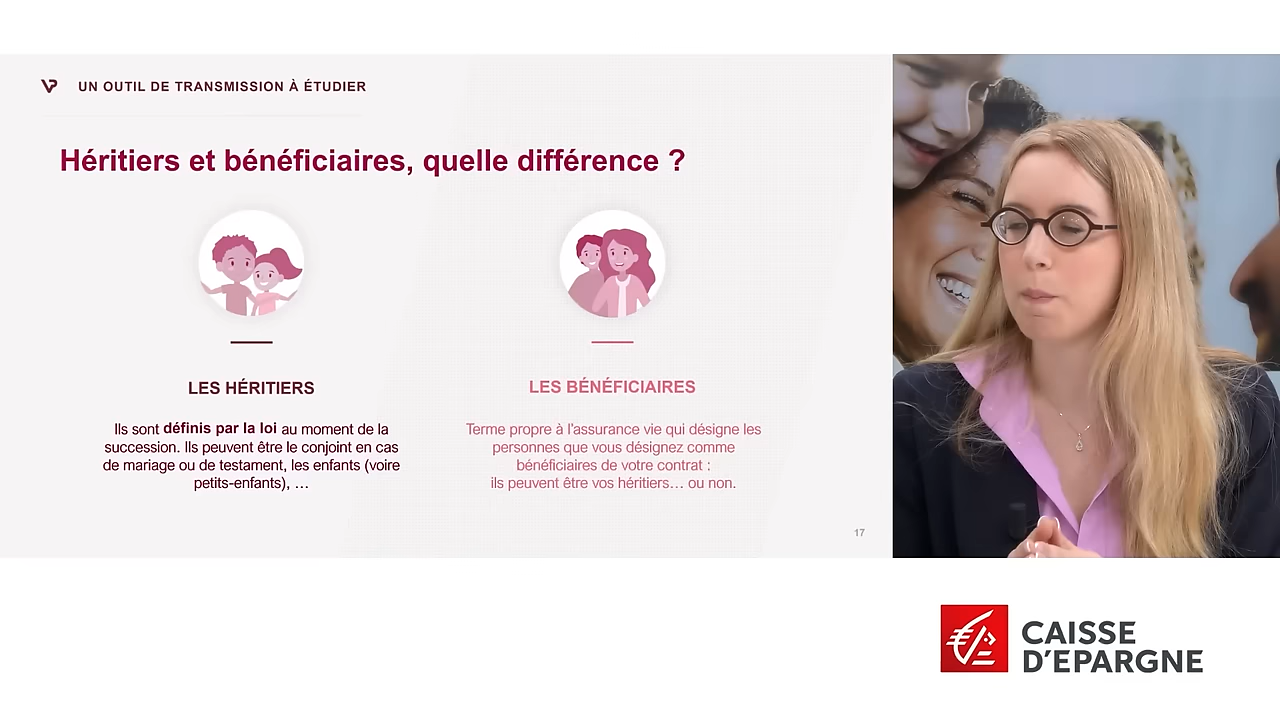 UN OUTIL DE TRANSMISSION À ÉTUDIER
Héritiers et bénéficiaires, quelle différence ?
LES HÉRITIERS
Ils sont définis par la loi au moment de la
succession. Ils peuvent être le conjoint en cas
de mariage ou de testament, les enfants (voire
petits-enfants), …
LES BÉNÉFICIAIRES
Terme propre à l'assurance vie qui désigne les
personnes que vous désignez comme
bénéficiaires de votre contrat :
ils peuvent être vos héritiers… ou non.
17
CAISSE
D'EPARGNE